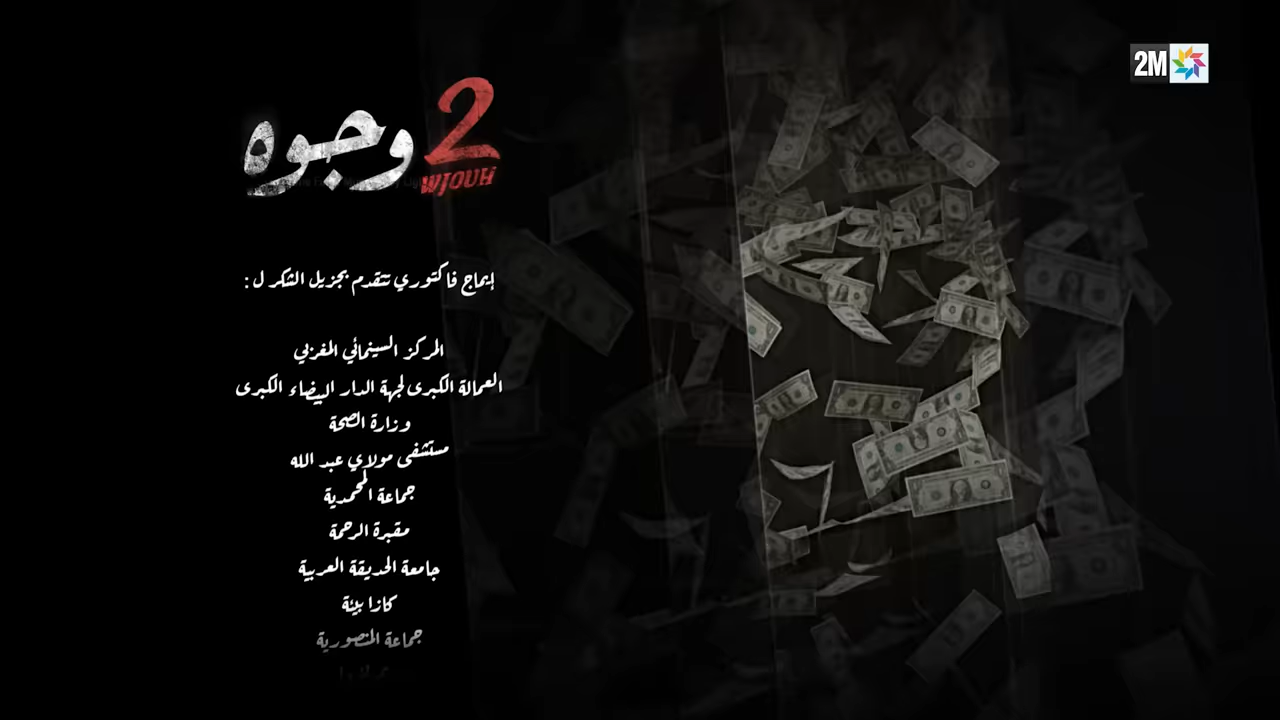 2M
وجوه 2
WJOUH
إيماج فاكتوري تتقدم بجزيل الشكر ل :
المركز السينمائي المغربي
العمالة الكبرى لجهة الدار البيضاء الكبرى
وزارة الصحة
مستشفى مولاي عبد الله
جماعة المحمدية
مقبرة الرحمة
جامعة الحديقة العربية
كازا بيئة
جماعة المنصورية